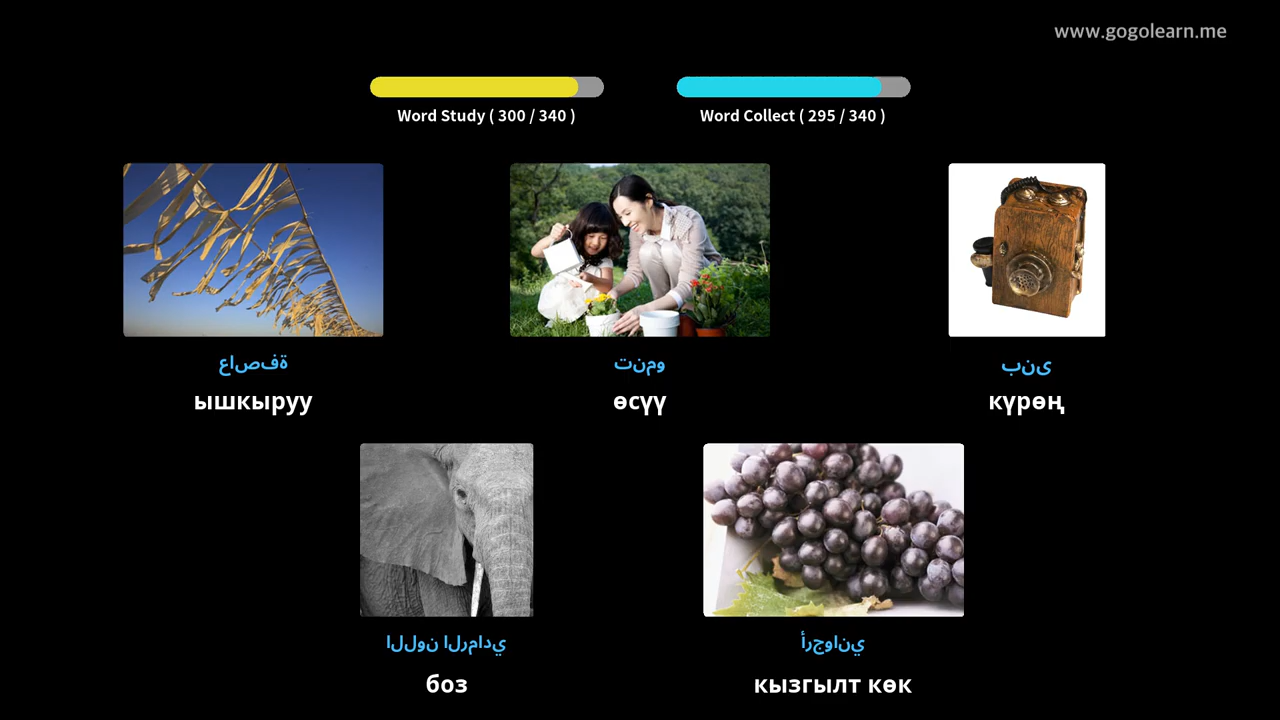 www.gogolearn.me
Word Study ( 300 / 340 )
Word Collect ( 295 / 340 )
عاصفة
ышкыруу
تنمو
өсүү
بنى
күрөң
اللون الرمادي
боз
أرجواني
кызгылт көк